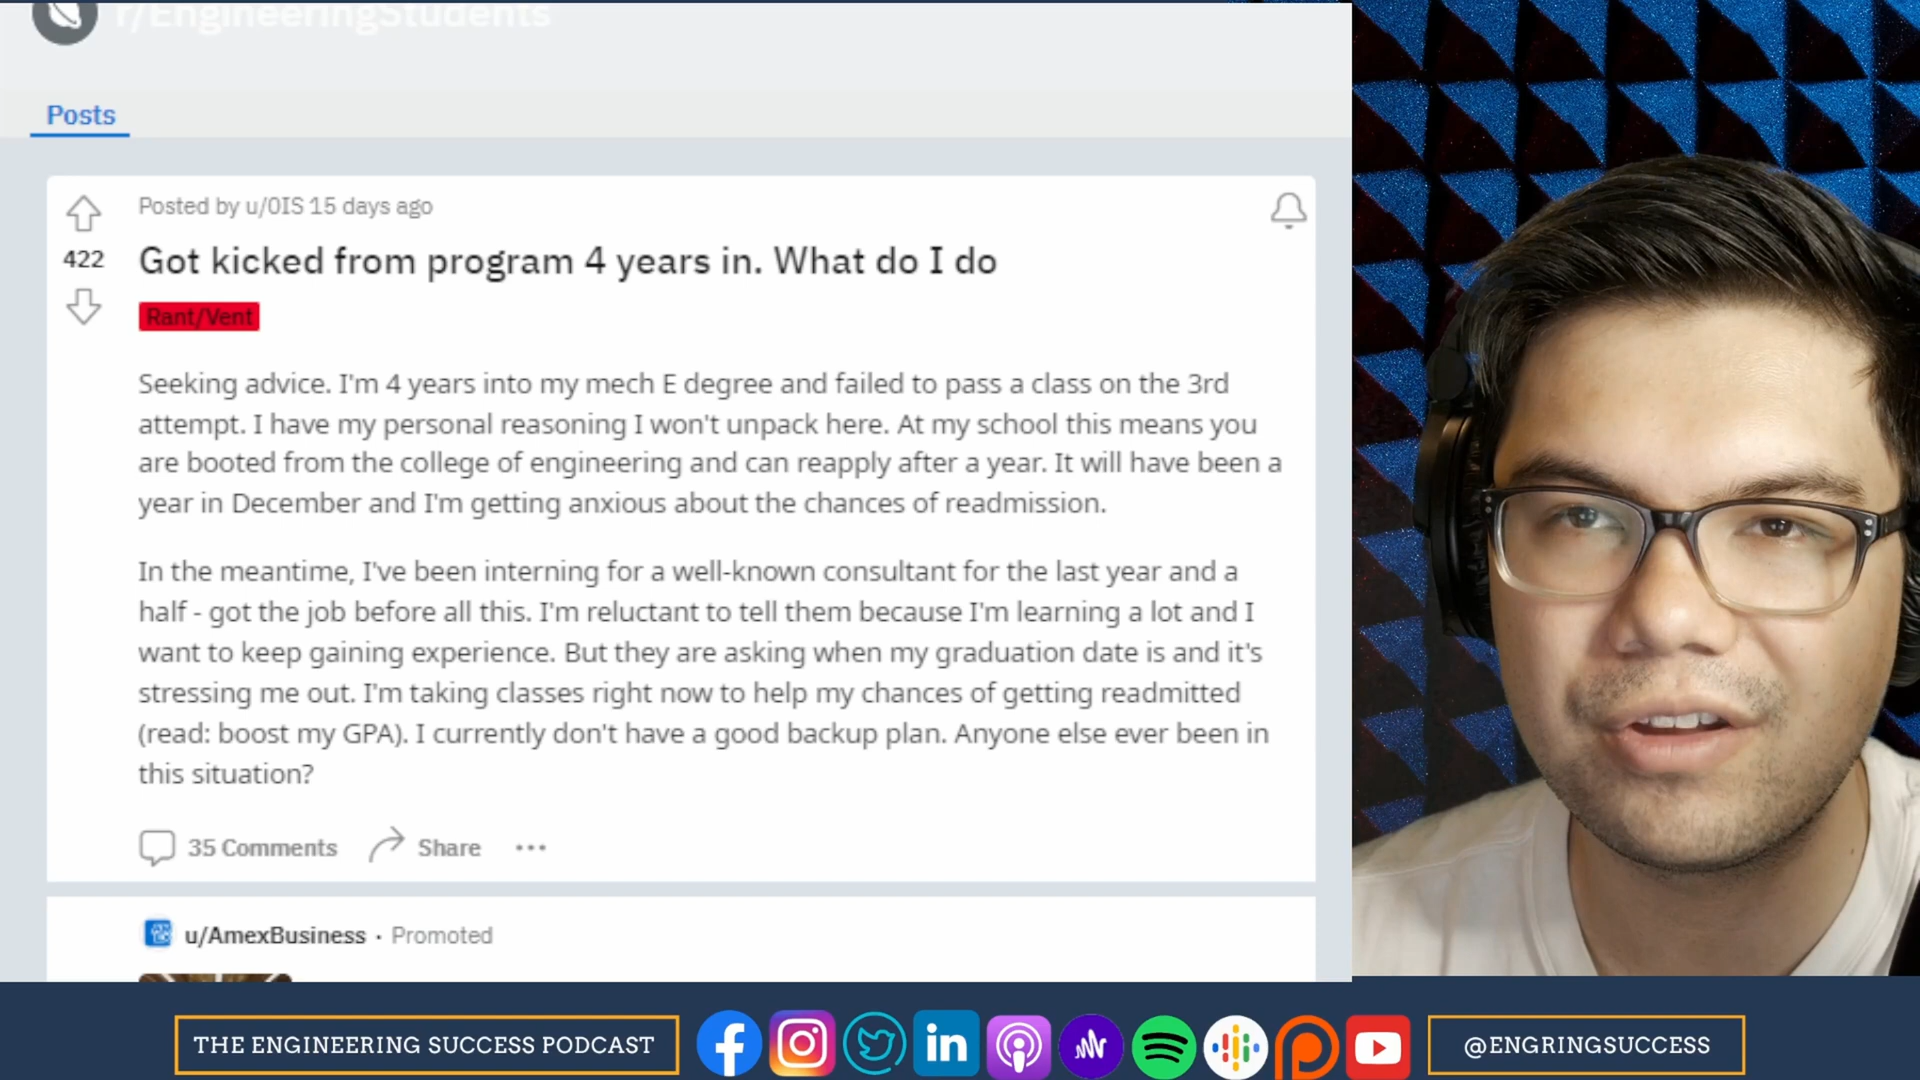 r/EngineeringStudents
Posts
Posted by u/0IS 15 days ago
422
Got kicked from program 4 years in. What do I do
Rant/Vent
Seeking advice. I'm 4 years into my mech E degree and failed to pass a class on the 3rd
attempt. I have my personal reasoning I won't unpack here. At my school this means you
are booted from the college of engineering and can reapply after a year. It will have been a
year in December and I'm getting anxious about the chances of readmission.
In the meantime, I've been interning for a well-known consultant for the last year and a
half - got the job before all this. I'm reluctant to tell them because I'm learning a lot and I
want to keep gaining experience. But they are asking when my graduation date is and it's
stressing me out. I'm taking classes right now to help my chances of getting readmitted
(read: boost my GPA). I currently don't have a good backup plan. Anyone else ever been in
this situation?
35 Comments Share
u/AmexBusiness · Promoted
THE ENGINEERING SUCCESS PODCAST
in
@ENGRINGSUCCESS